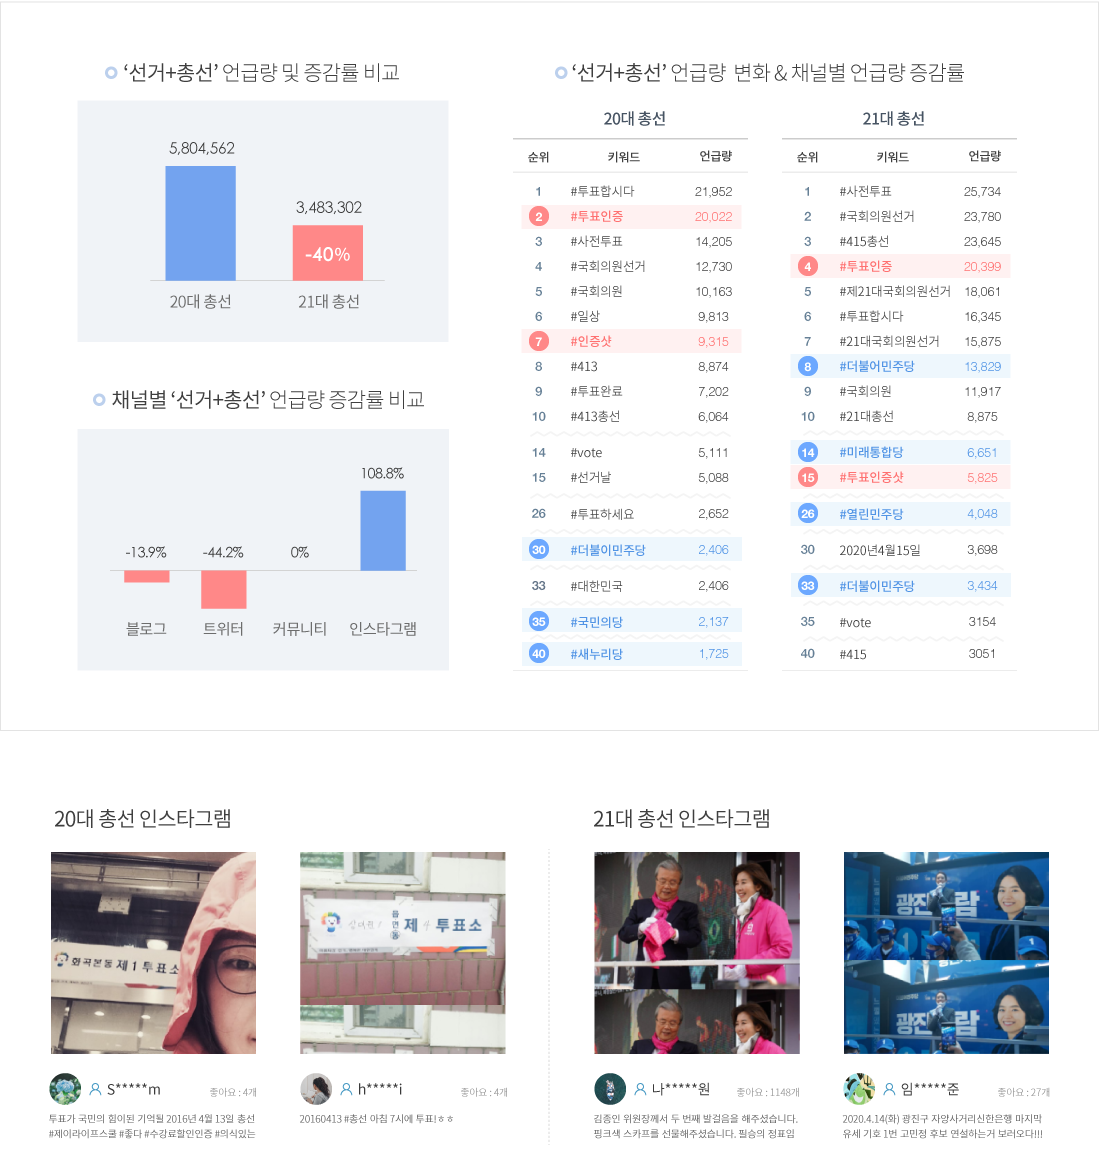 ‘선거+총선’ 언급량 및 증감률 비교
5,804,562
3,483,302
-40%
20대 총선
21대 총선
채널별 ‘선거+총선’ 언급량 증감률 비교
108.8%
-13.9%
-44.2%
0%
블로그
트위터
커뮤니티
인스타그램
‘선거+총선’ 언급량 변화 & 채널별 언급량 증감률
20대 총선
순위 키워드 언급량
1 #투표합시다 21,952
2 #투표인증 20,022
3 #사전투표 14,205
4 #국회의원선거 12,730
5 #국회의원 10,163
6 #일상 9,813
7 #인증샷 9,315
8 #413 8,874
9 #투표완료 7,202
10 #413총선 6,064
14 #vote 5,111
15 #선거날 5,088
26 #투표하세요 2,652
30 #더불이민주당 2,406
33 #대한민국 2,406
35 #국민의당 2,137
40 #새누리당 1,725
21대 총선
순위 키워드 언급량
1 #사전투표 25,734
2 #국회의원선거 23,780
3 #415총선 23,645
4 #투표인증 20,399
5 #제21대국회의원선거 18,061
6 #투표합시다 16,345
7 #21대국회의원선거 15,875
8 #더불어민주당 13,829
9 #국회의원 11,917
10 #21대총선 8,875
14 #미래통합당 6,651
15 #투표인증샷 5,825
26 #열린민주당 4,048
30 2020년4월15일 3,698
33 #더불이민주당 3,434
35 #vote 3154
40 #415 3051
20대 총선 인스타그램
화곡본동 제1투표소
S*****m
좋아요 : 4개
투표가 국민의 힘이된 기억될 2016년 4월 13일 총선
#제이라이프스쿨 #좋다 #수강료할인인증 #의식있는
읍면동 제 투표소
h*****i
좋아요 : 4개
20160413 #총선 아침 7시에 투표!ㅎㅎ
21대 총선 인스타그램
나*****원
좋아요 : 1148개
김종인 위원장께서 두 번째 발걸음을 해주셨습니다.
핑크색 스카프를 선물해주셨습니다. 필승의 정표임
광진 람
1
광진 람
임*****준
좋아요 : 27개
2020.4.14(화) 광진구 자양사거리신한은행 마지막
유세 기호 1번 고민정 후보 연설하는거 보러오다!!!